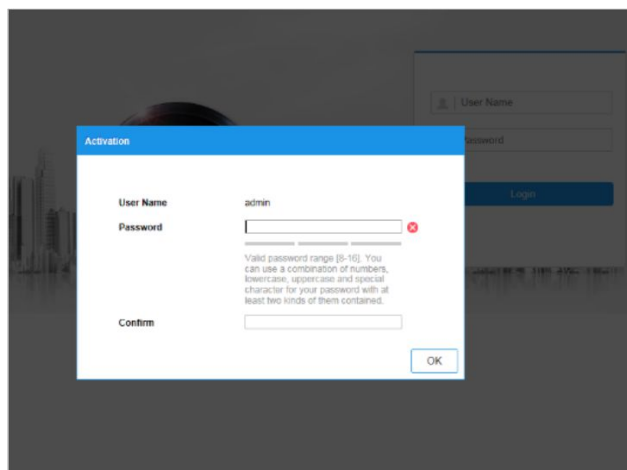 User Name
Password
Login
Activation
User Name admin
Password
Valid password range [8-16]. You
can use a combination of numbers,
lowercase, uppercase and special
character for your password with at
least two kinds of them contained.
Confirm
OK